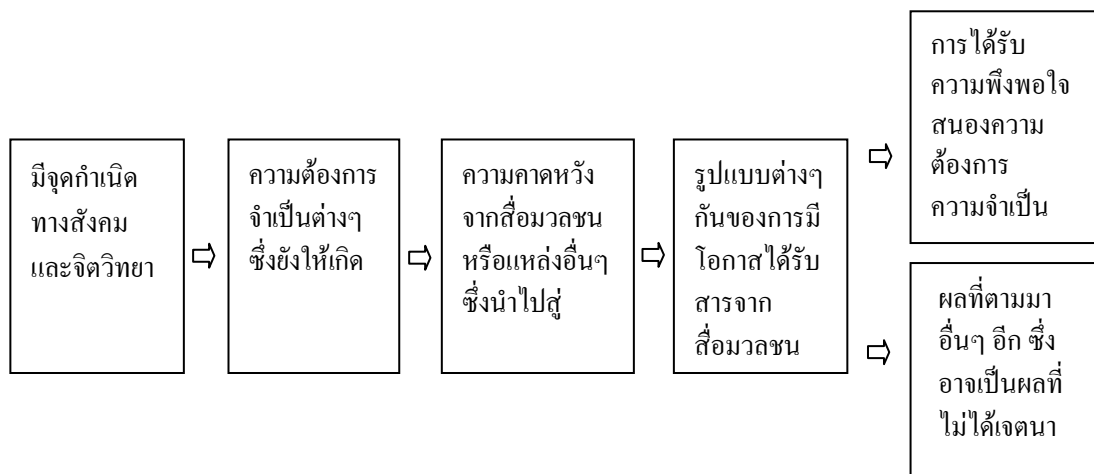 มีจุดกำเนิด
ทางสังคม
และจิตวิทยา
ความต้องการ
จำเป็นต่างๆ
ซึ่งยังให้เกิด
ความคาดหวัง
จากสื่อมวลชน
หรือแหล่งอื่นๆ
ซึ่งนำไปสู่
รูปแบบต่างๆ
กันของการมี
โอกาสได้รับ
สารจาก
สื่อมวลชน
การได้รับ
ความพึงพอใจ
สนองความ
ต้องการ
ความจำเป็น
ผลที่ตามมา
อื่นๆ อีก ซึ่ง
อาจเป็นผลที่
ไม่ได้เจตนา